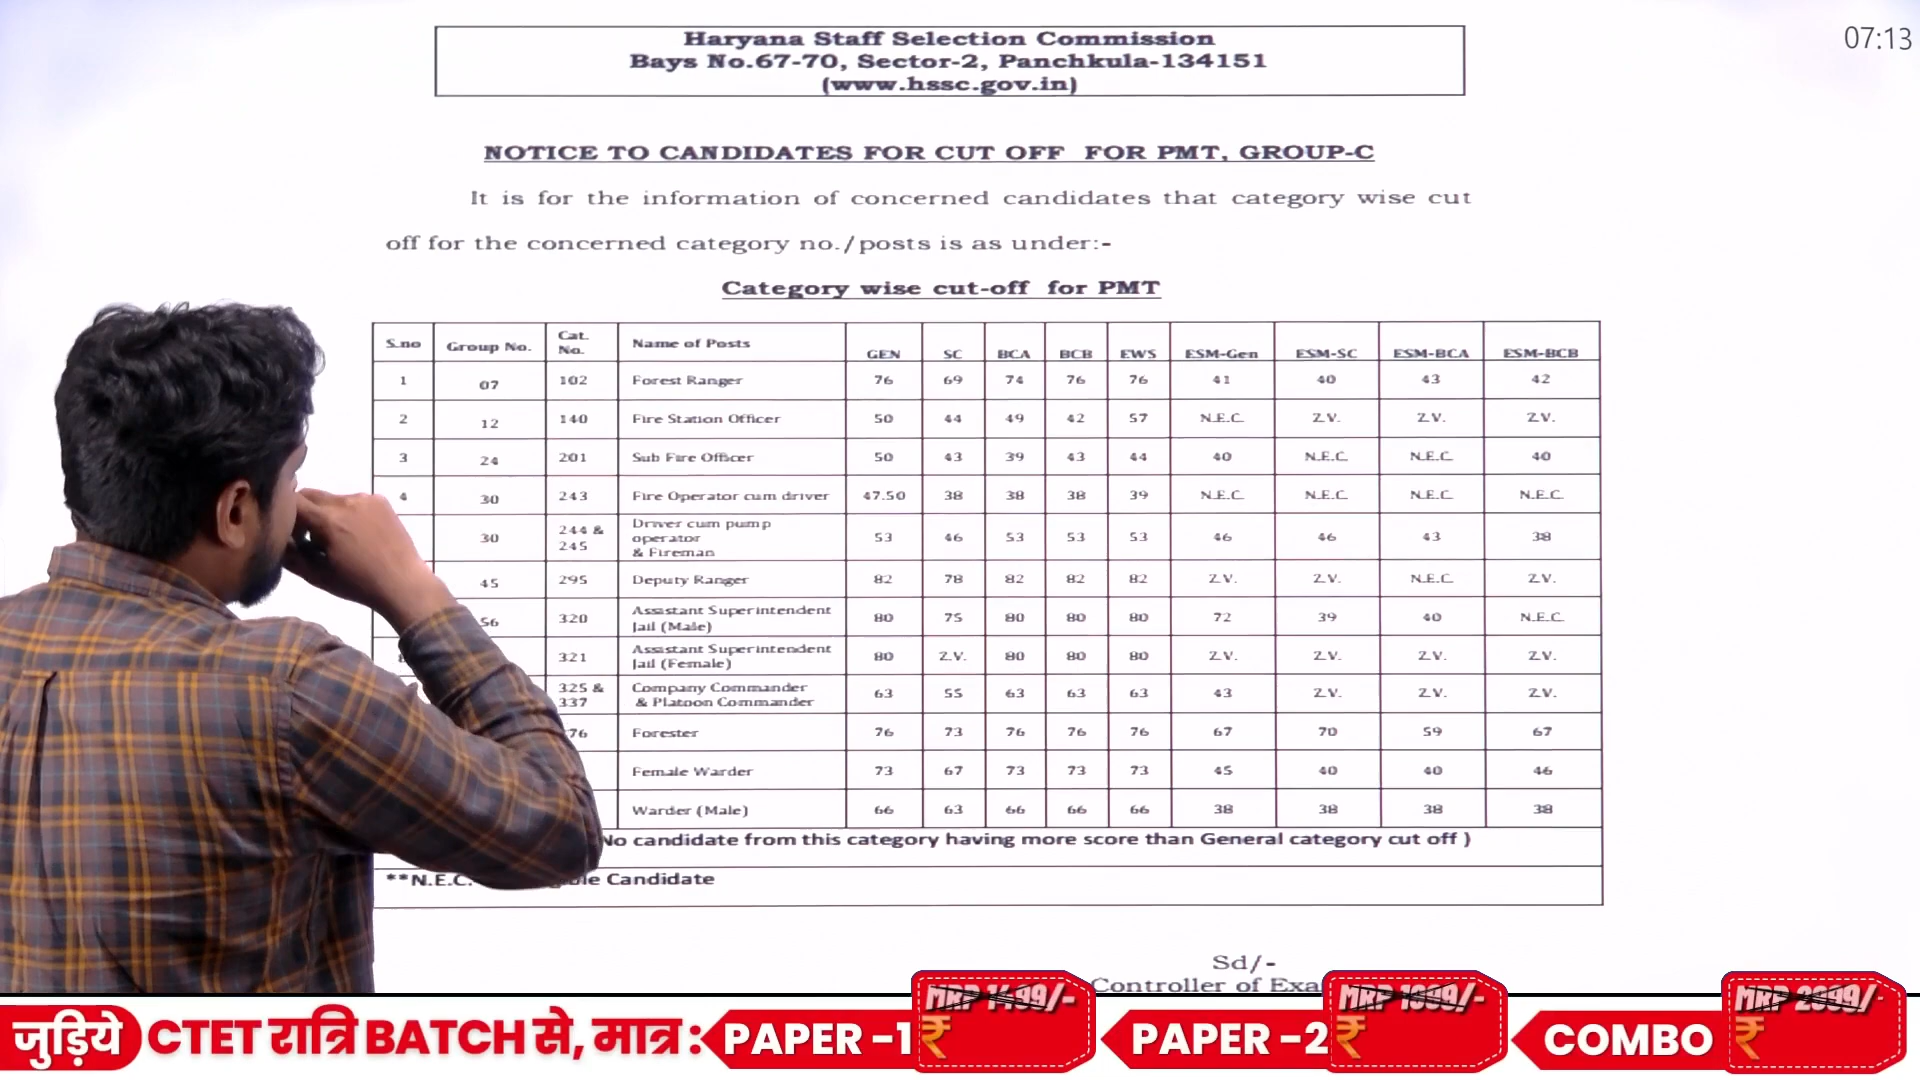 07:13
Haryana Staff Selection Commission
Bays No.67-70, Sector-2, Panchkula-134151
(www.hssc.gov.in)
NOTICE TO CANDIDATES FOR CUT OFF FOR PMT, GROUP-C
It is for the information of concerned candidates that category wise cut
off for the concerned category no./posts is as under:-
Category wise cut-off for PMT
S.no Group No. Cat. No. Name of Posts GEN SC BCA BCB EWS ESM-Gen ESM-SC ESM-BCA ESM-BCB
1 07 102 Forest Ranger 76 69 74 76 76 41 40 43 42
2 12 140 Fire Station Officer 50 44 49 42 57 N.E.C. Z.V. Z.V. Z.V.
3 24 201 Sub Fire Officer 50 43 39 43 44 40 N.E.C. N.E.C. 40
4 30 243 Fire Operator cum driver 47.50 38 38 38 39 N.E.C. N.E.C. N.E.C. N.E.C.
30 244 & 245 Driver cum pump operator & Fireman 53 46 53 53 53 46 46 43 38
45 295 Deputy Ranger 82 78 82 82 82 Z.V. Z.V. N.E.C. Z.V.
56 320 Assistant Superintendent Jail (Male) 80 75 80 80 80 72 39 40 N.E.C.
321 Assistant Superintendent Jail (Female) 80 Z.V. 80 80 80 Z.V. Z.V. Z.V. Z.V.
325 & 337 Company Commander & Platoon Commander 63 55 63 63 63 43 Z.V. Z.V. Z.V.
76 Forester 76 73 76 76 76 67 70 59 67
Female Warder 73 67 73 73 73 45 40 40 46
Warder (Male) 66 63 66 66 66 38 38 38 38
No candidate from this category having more score than General category cut off )
**N.E.C. Candidate
Sd/-
Controller of
जुड़िये CTET रात्रि BATCH से, मात्र : PAPER -1 MRP 1499/- ₹ PAPER -2 MRP 1699/- ₹ COMBO MRP 2999/- ₹